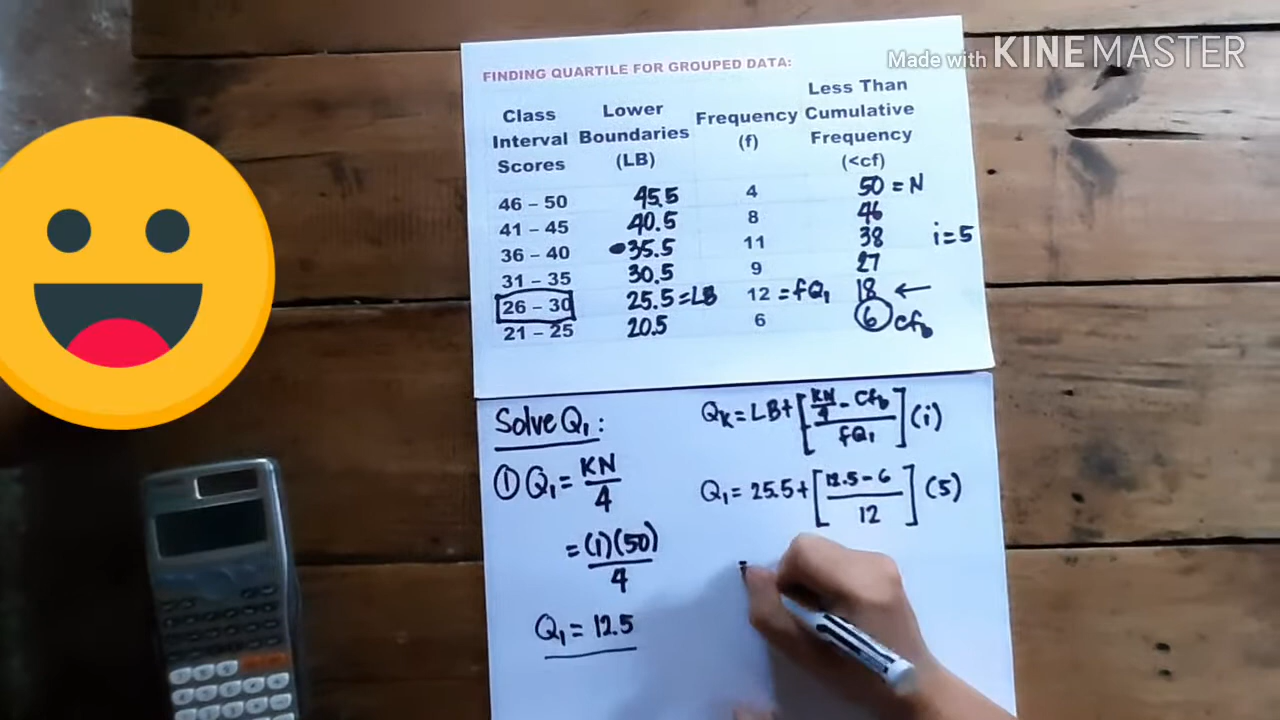 Made with KINEMASTER
FINDING QUARTILE FOR GROUPED DATA:
Class Interval Scores | Lower Boundaries (LB) | Frequency (f) | Less Than Cumulative Frequency (<cf)
46 – 50 45.5 4 50 = N
41 – 45 40.5 8 46
36 – 40 35.5 11 38 i = 5
31 – 35 30.5 9 27
26 – 30 25.5 = LB 12 = fQ₁ 18 ←
21 – 25 20.5 6 6 cfb
Solve Q₁:
① Q₁ = KN/4
= (1)(50)/4
Q₁ = 12.5
Qk = LB + [(KN/4 - cfb)/fQ₁] (i)
Q₁ = 25.5 + [(12.5 - 6)/12] (5)